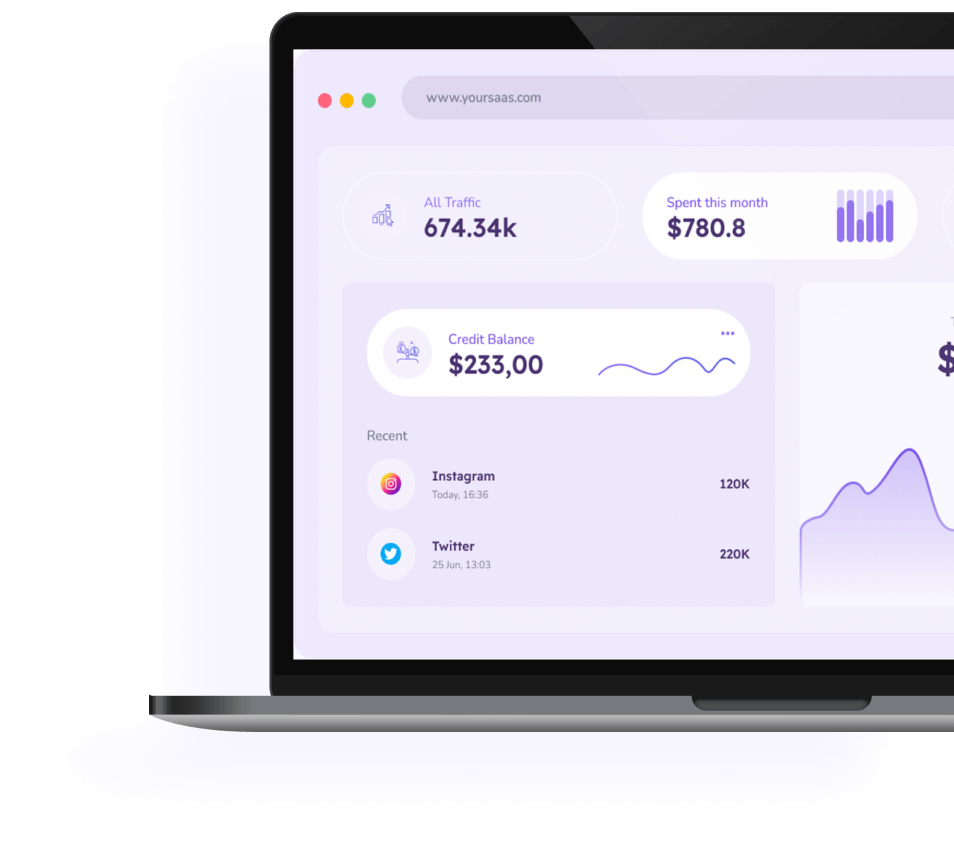 www.yoursaas.com
All Traffic
674.34k
Spent this month
$780.8
Credit Balance
$233,00
$
Recent
Instagram
Today, 16:36
120K
Twitter
25 Jun, 13:03
220K